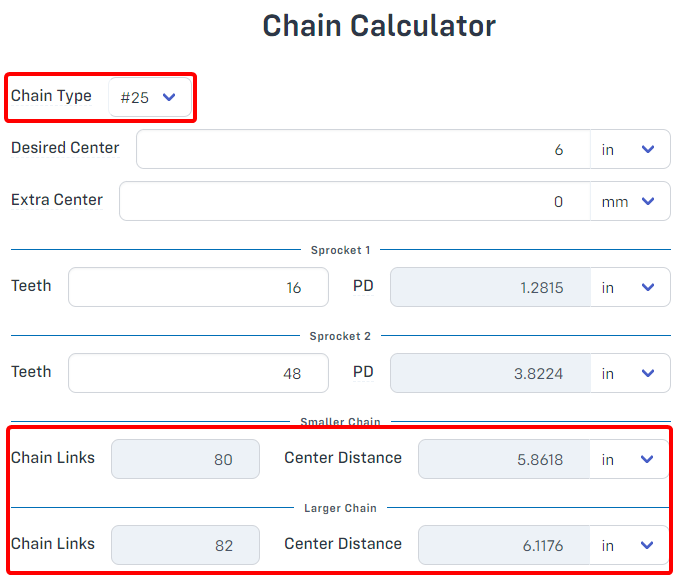 Chain Calculator
Chain Type #25
Desired Center 6 in
Extra Center 0 mm
Sprocket 1
Teeth 16 PD 1.2815 in
Sprocket 2
Teeth 48 PD 3.8224 in
Smaller Chain
Chain Links 80 Center Distance 5.8618 in
Larger Chain
Chain Links 82 Center Distance 6.1176 in